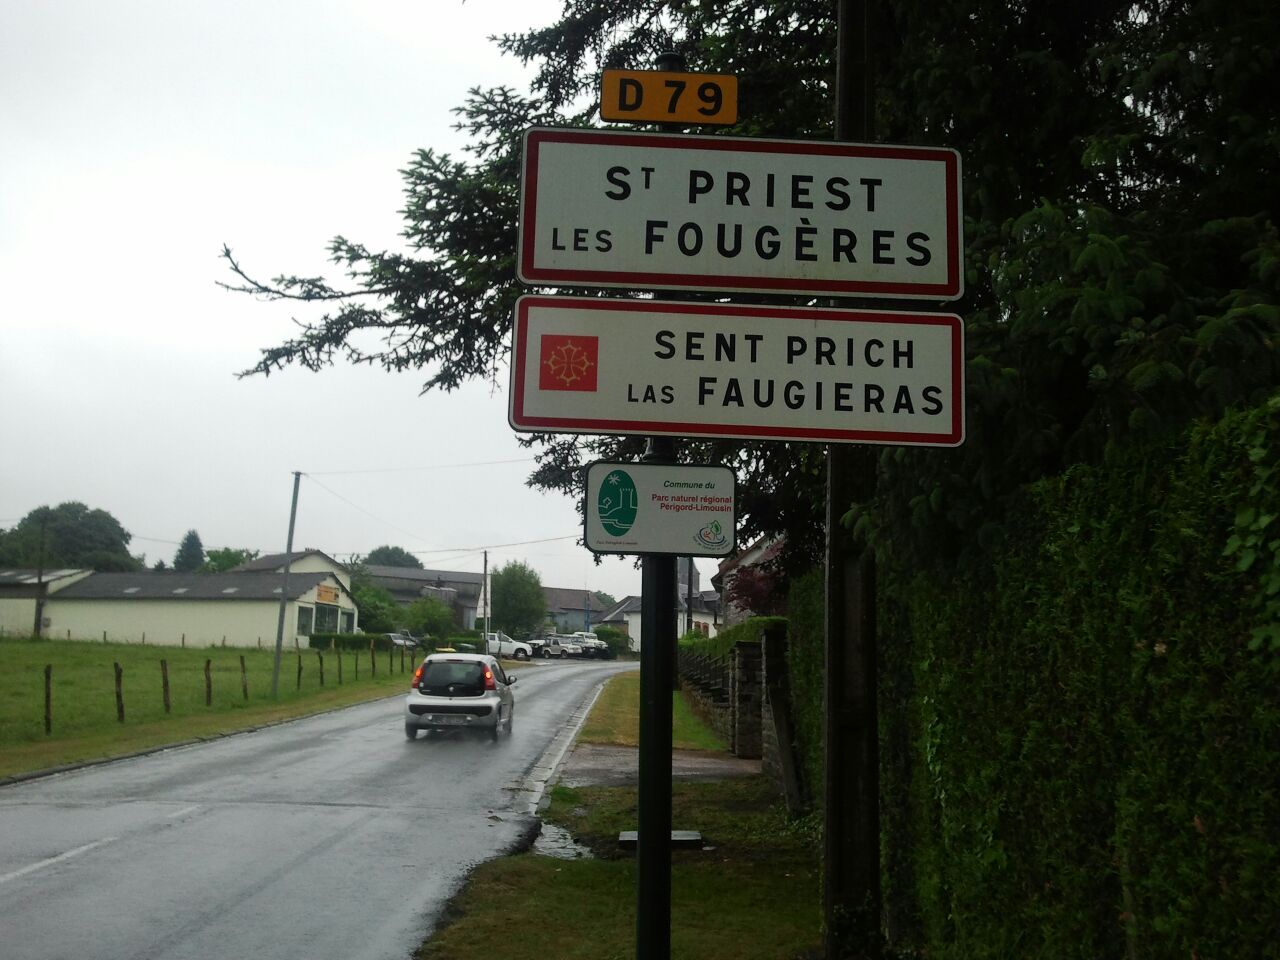 D 79
ST PRIEST
LES FOUGÈRES
SENT PRICH
LAS FAUGIERAS
Commune du
Parc naturel régional
Périgord-Limousin